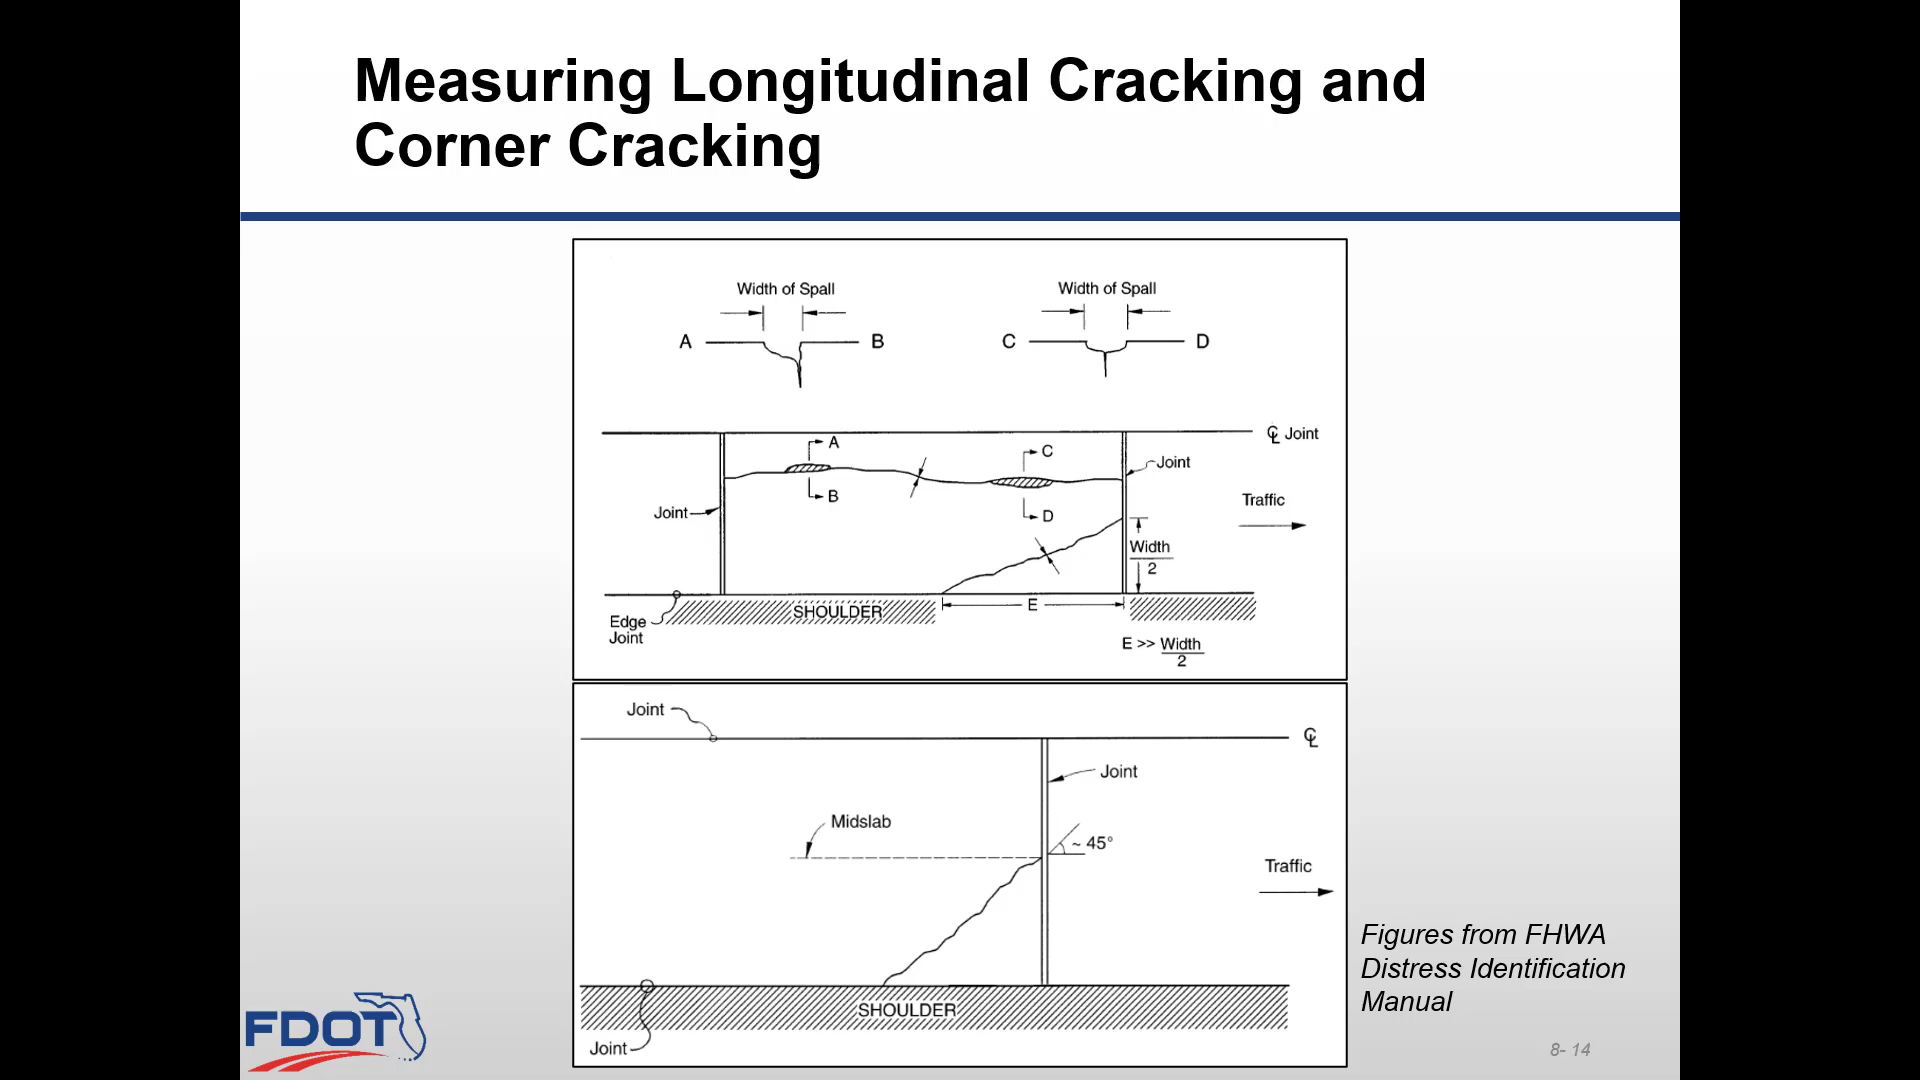 Measuring Longitudinal Cracking and
Corner Cracking
Width of Spall
Width of Spall
A
B
C
D
℄ Joint
A
C
Joint
B
Traffic
Joint
D
Width
2
SHOULDER
E
Edge
Joint
E >> Width
2
Joint
℄
Joint
Midslab
~ 45°
Traffic
SHOULDER
Joint
Figures from FHWA
Distress Identification
Manual
FDOT
8- 14